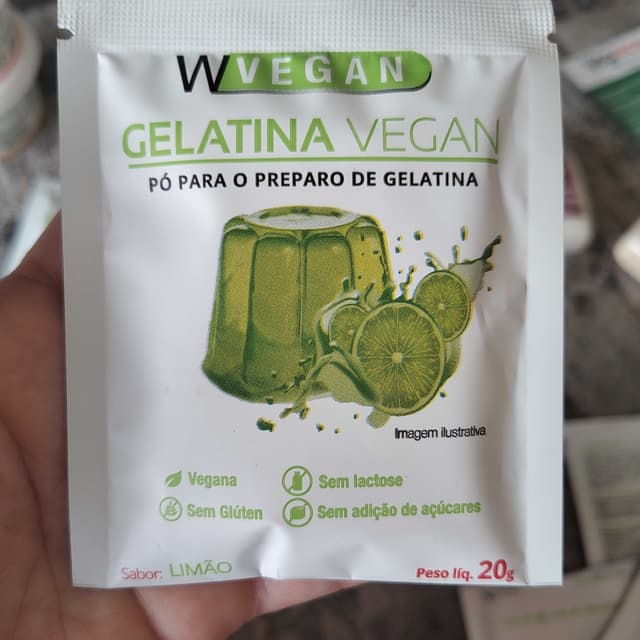 WVEGAN
GELATINA VEGAN
PÓ PARA O PREPARO DE GELATINA
Imagem ilustrativa
Vegana
Sem lactose
Sem Glúten
Sem adição de açúcares
Sabor: LIMÃO
Peso líq. 20g